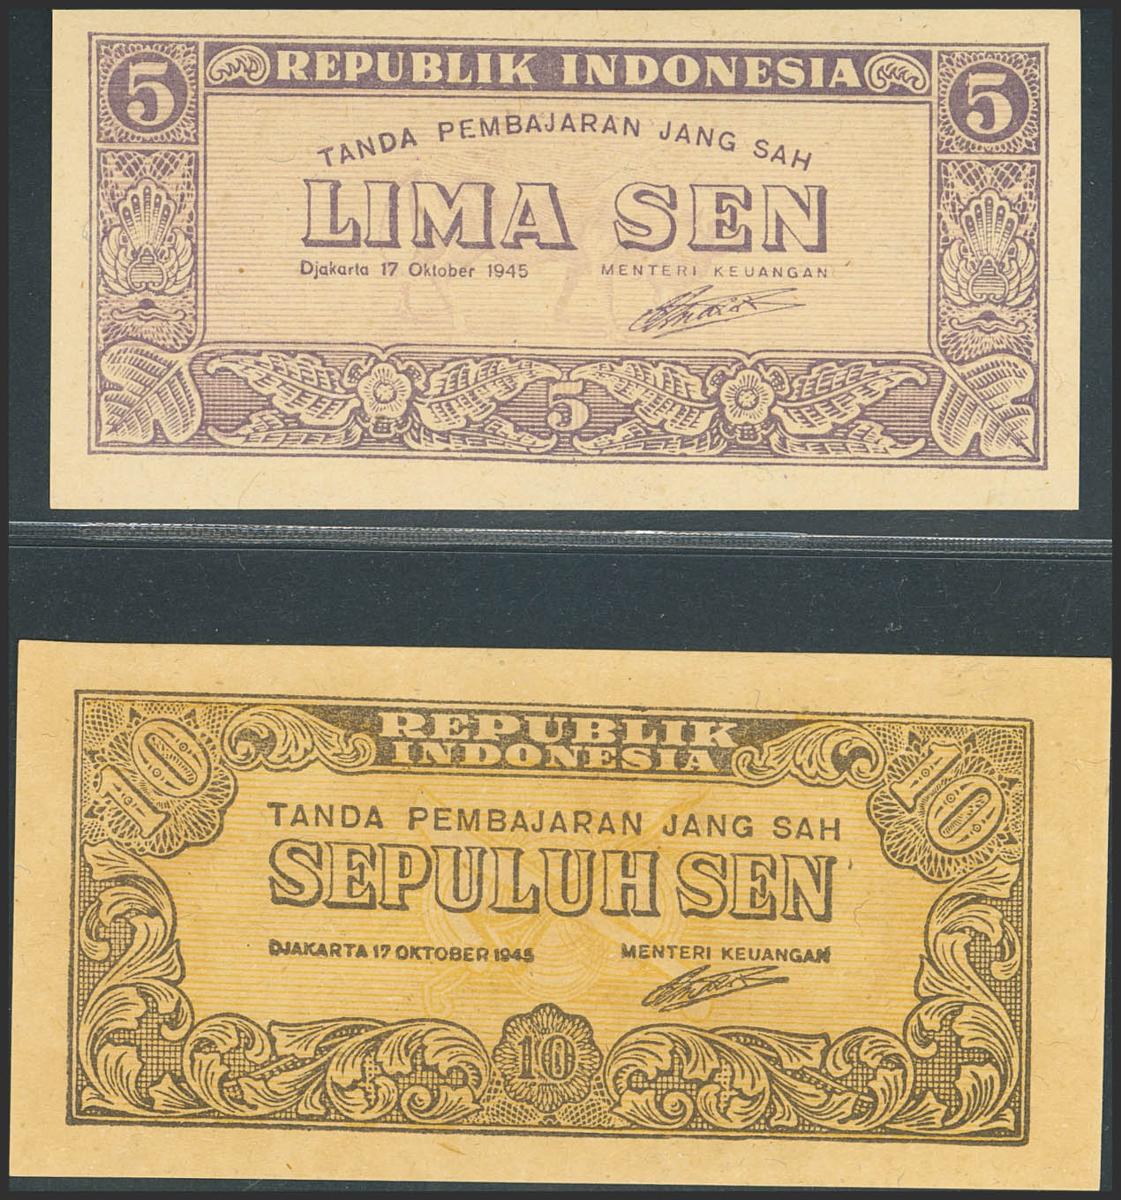 5 REPUBLIK INDONESIA 5
TANDA PEMBAJARAN JANG SAH
LIMA SEN
Djakarta 17 Oktober 1945 MENTERI KEUANGAN
5
10 REPUBLIK 10
INDONESIA
TANDA PEMBAJARAN JANG SAH
SEPULUH SEN
DJAKARTA 17 OKTOBER 1945 MENTERI KEUANGAN
10